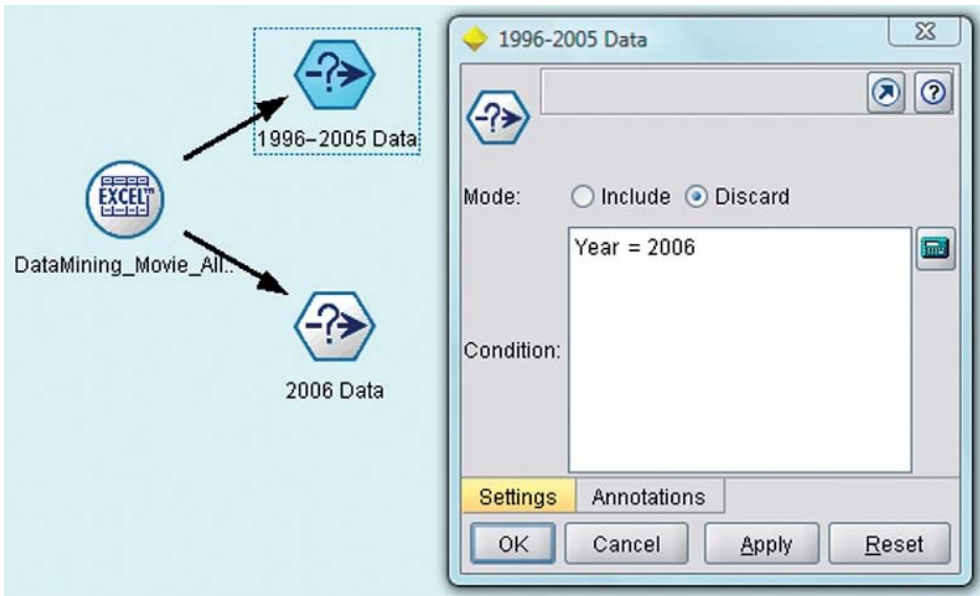 1996–2005 Data
EXCEL™
DataMining_Movie_All..
2006 Data
1996-2005 Data
Mode:
Include
Discard
Condition:
Year = 2006
Settings
Annotations
OK
Cancel
Apply
Reset